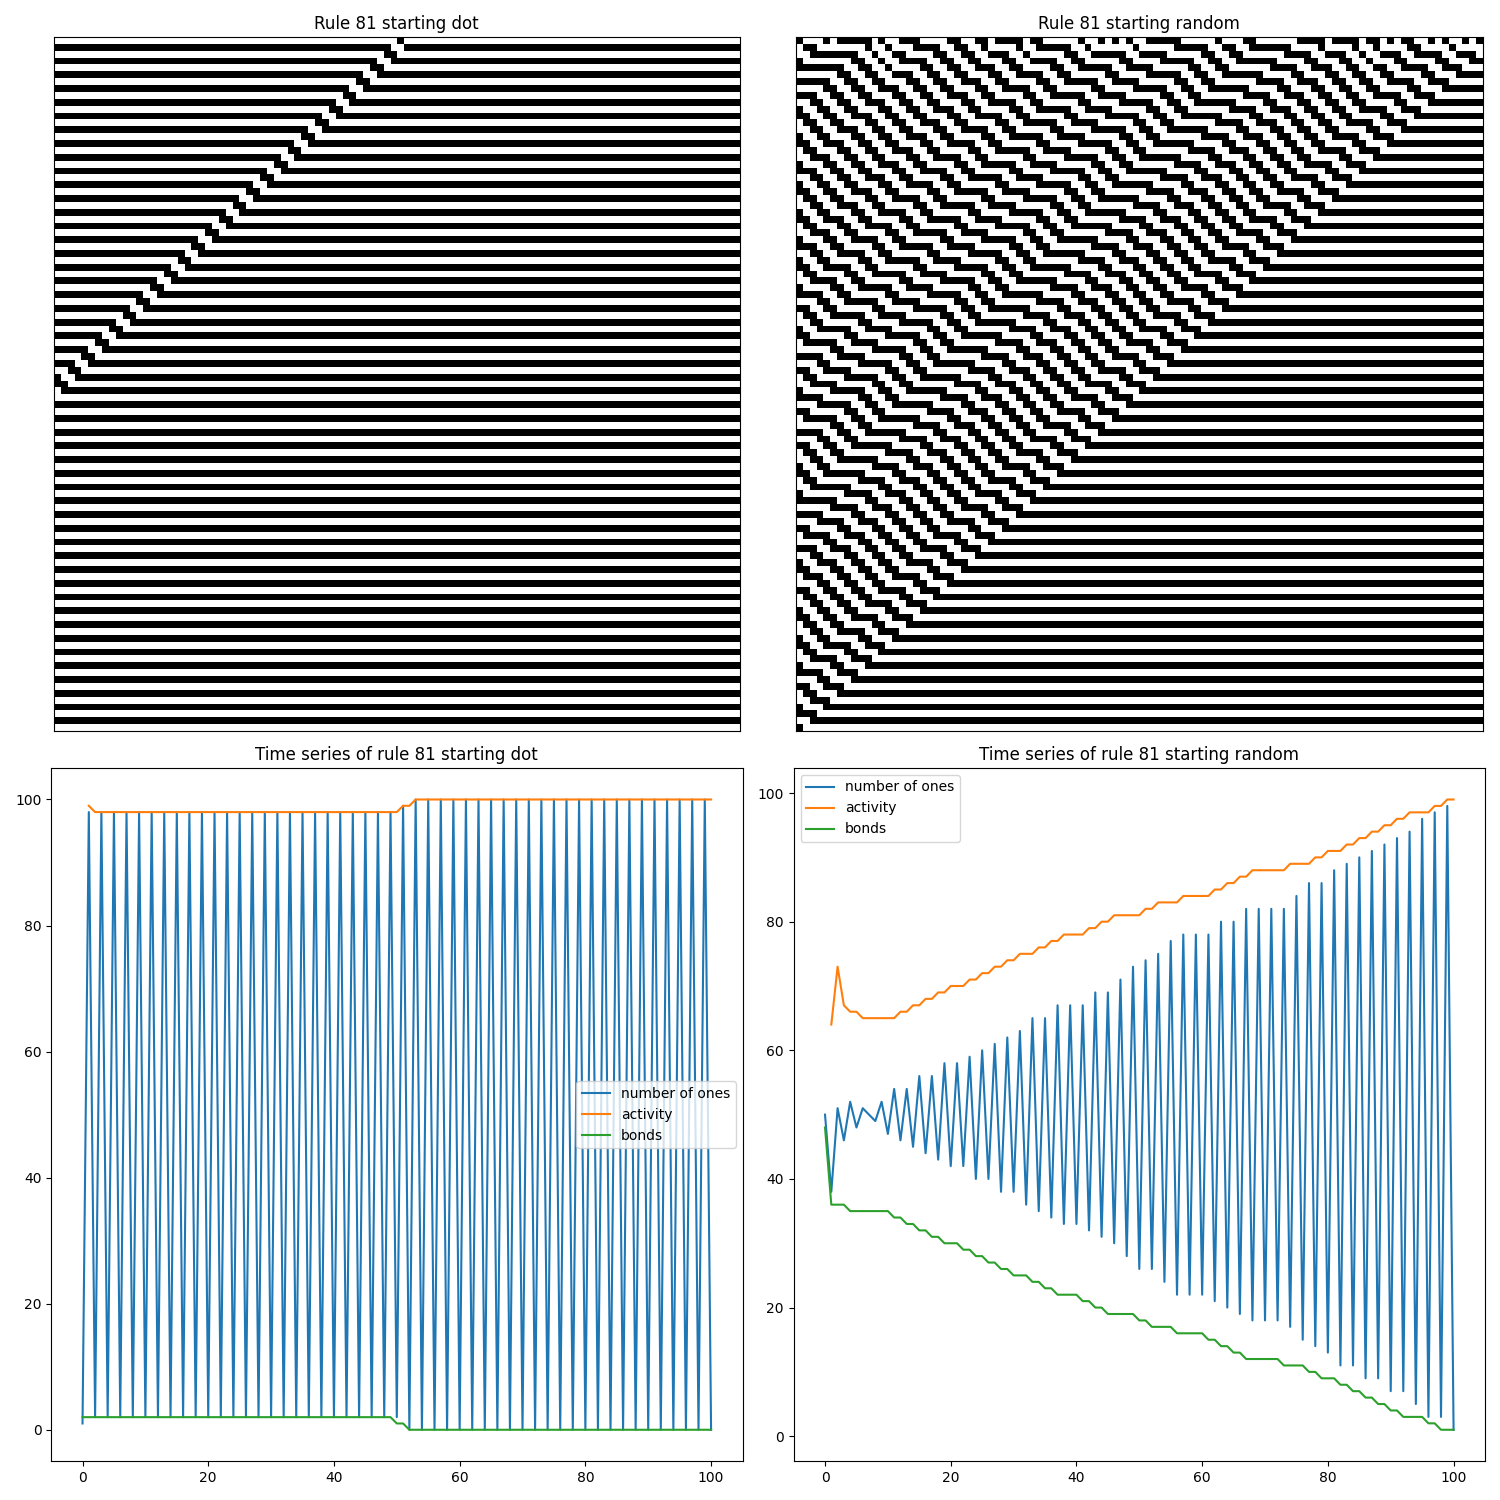 Rule 81 starting dot
Rule 81 starting random
Time series of rule 81 starting dot
100
80
60
40
20
0
0
20
40
60
80
100
number of ones
activity
bonds
Time series of rule 81 starting random
number of ones
activity
bonds
100
80
60
40
20
0
0
20
40
60
80
100